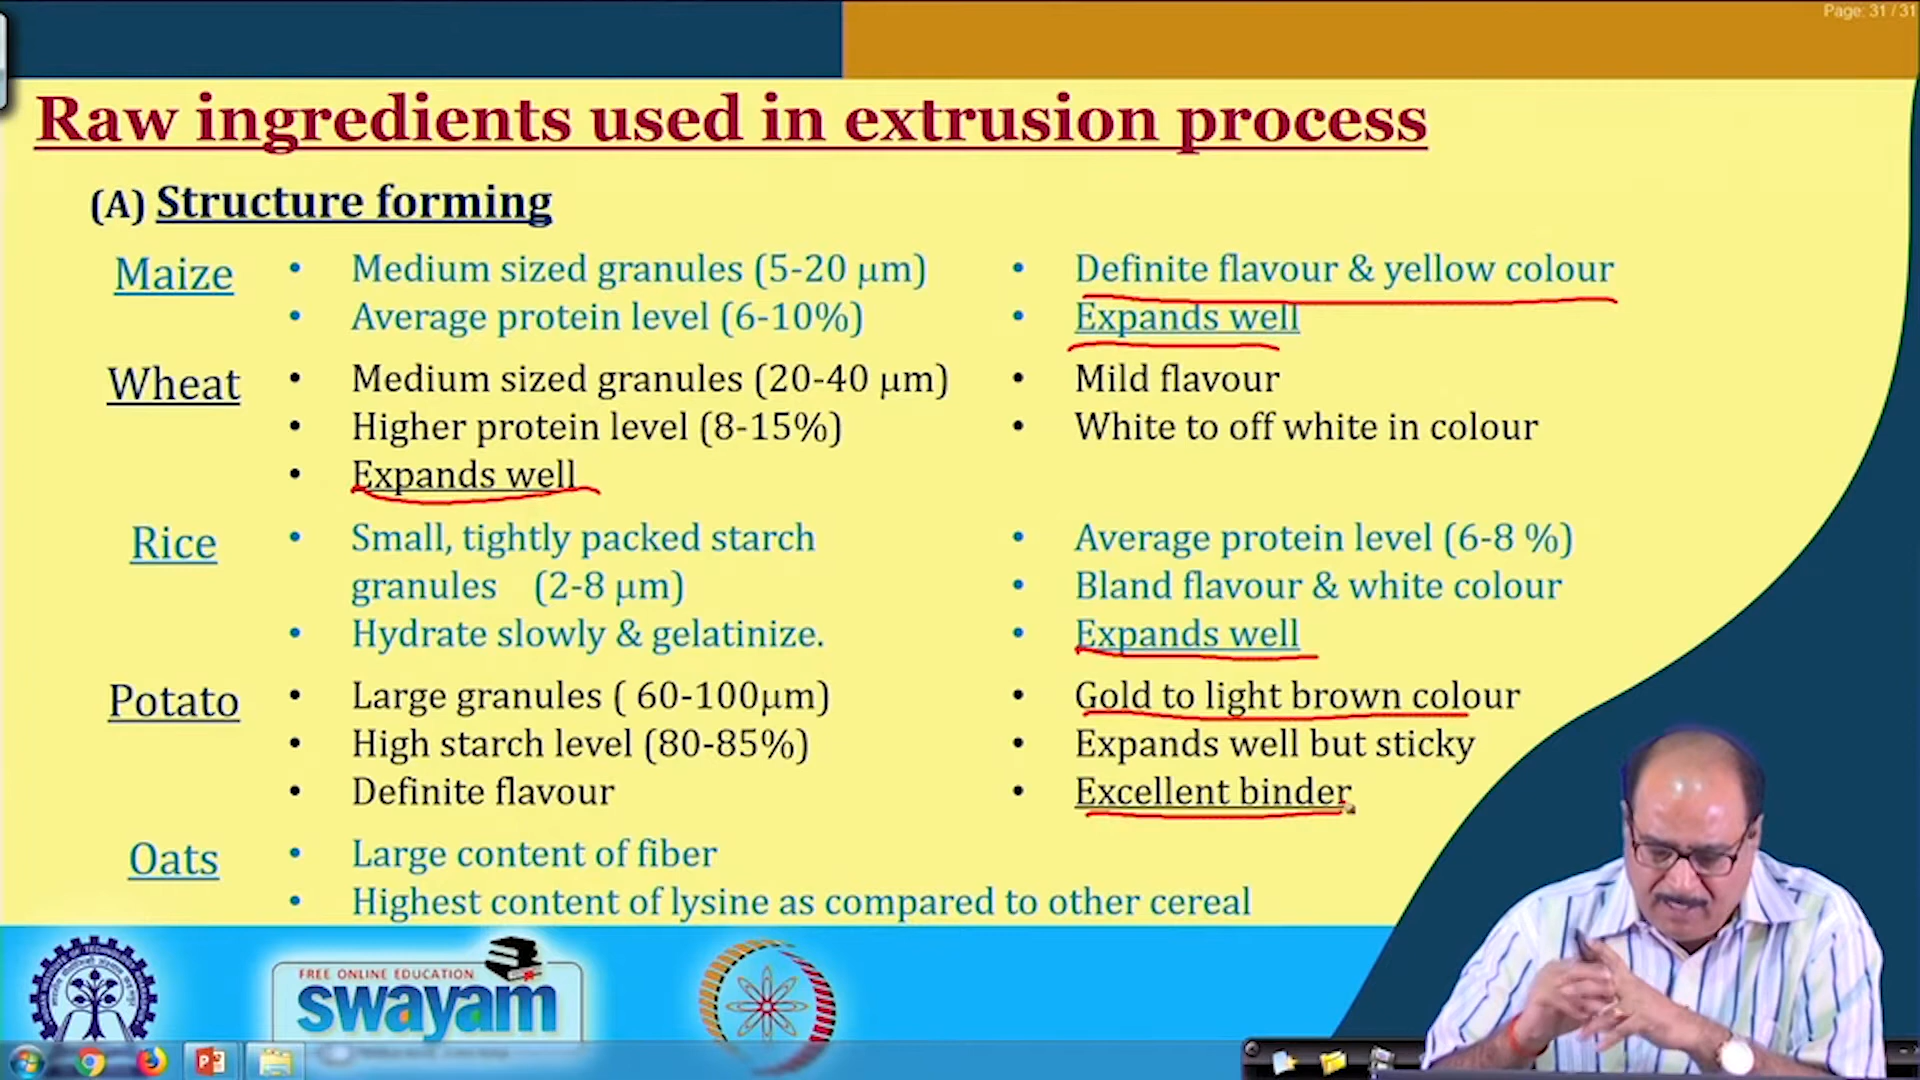 Page: 31 / 31
Raw ingredients used in extrusion process
(A) Structure forming
Maize
• Medium sized granules (5-20 µm)
• Average protein level (6-10%)
• Definite flavour & yellow colour
• Expands well
Wheat
• Medium sized granules (20-40 µm)
• Higher protein level (8-15%)
• Expands well
• Mild flavour
• White to off white in colour
Rice
• Small, tightly packed starch
granules (2-8 µm)
• Hydrate slowly & gelatinize.
• Average protein level (6-8 %)
• Bland flavour & white colour
• Expands well
Potato
• Large granules ( 60-100µm)
• High starch level (80-85%)
• Definite flavour
• Gold to light brown colour
• Expands well but sticky
• Excellent binder
Oats
• Large content of fiber
• Highest content of lysine as compared to other cereal
FREE ONLINE EDUCATION
swayam